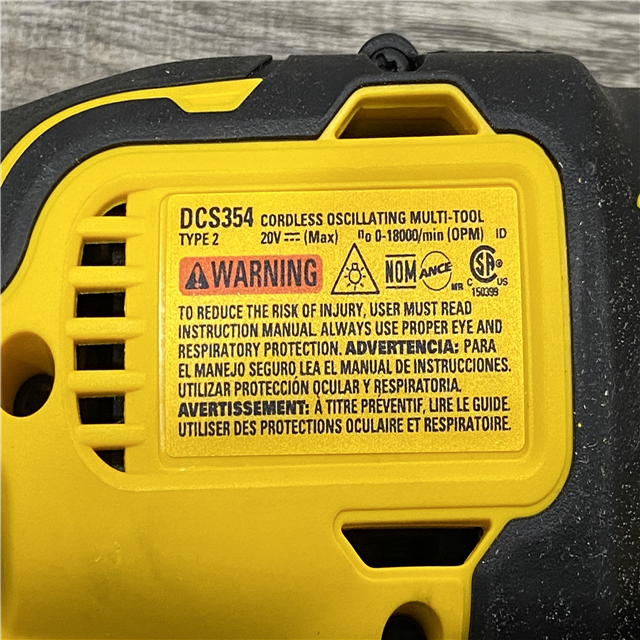 DCS354 CORDLESS OSCILLATING MULTI-TOOL
TYPE 2 20V (Max) n0 0-18000/min (OPM) ID
WARNING NOM ANCE MR C US 150399
TO REDUCE THE RISK OF INJURY, USER MUST READ
INSTRUCTION MANUAL. ALWAYS USE PROPER EYE AND
RESPIRATORY PROTECTION. ADVERTENCIA: PARA
EL MANEJO SEGURO LEA EL MANUAL DE INSTRUCCIONES.
UTILIZAR PROTECCIÓN OCULAR Y RESPIRATORIA.
AVERTISSEMENT: À TITRE PRÉVENTIF, LIRE LE GUIDE.
UTILISER DES PROTECTIONS OCULAIRE ET RESPIRATOIRE.